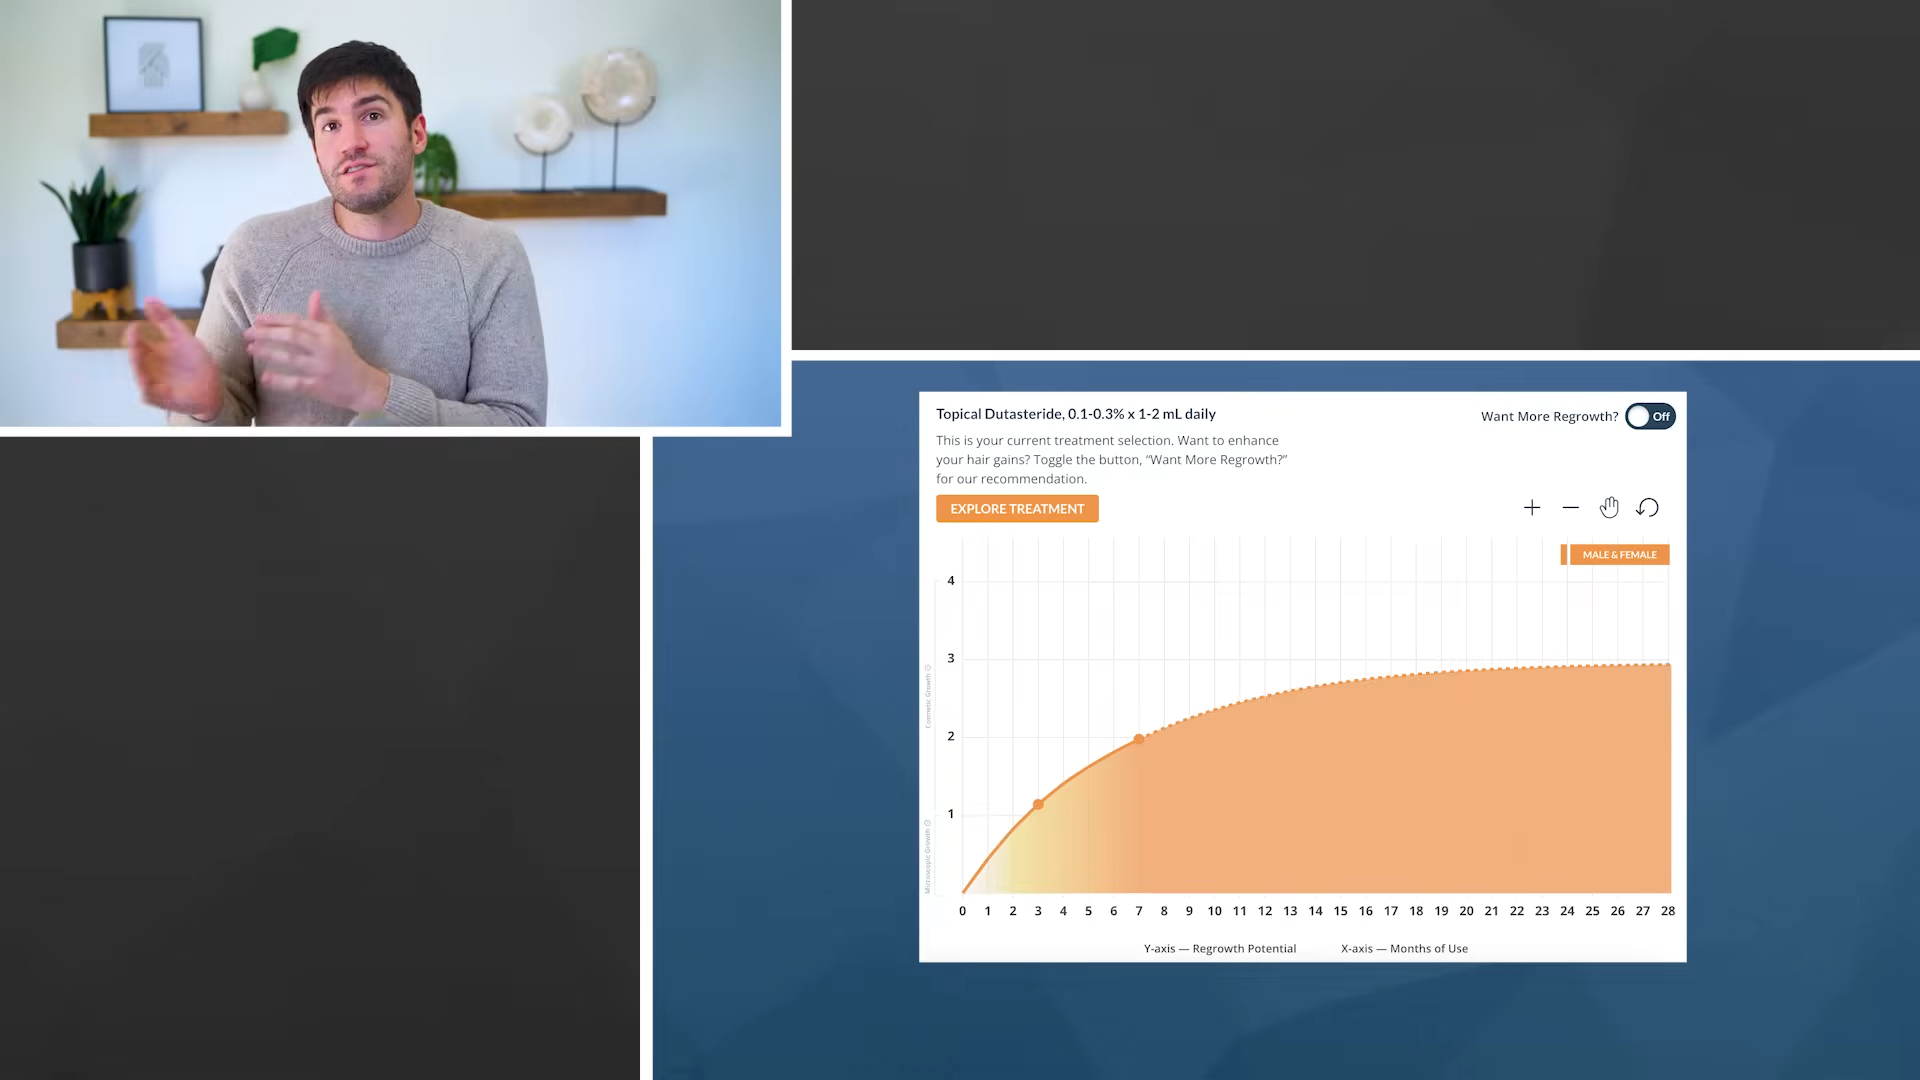 Topical Dutasteride, 0.1-0.3% x 1-2 mL daily
Want More Regrowth?
Off
This is your current treatment selection. Want to enhance
your hair gains? Toggle the button, “Want More Regrowth?”
for our recommendation.
EXPLORE TREATMENT
MALE & FEMALE
4
3
2
1
Cosmetic Growth
Microscopic Growth
0 1 2 3 4 5 6 7 8 9 10 11 12 13 14 15 16 17 18 19 20 21 22 23 24 25 26 27 28
Y-axis — Regrowth Potential
X-axis — Months of Use